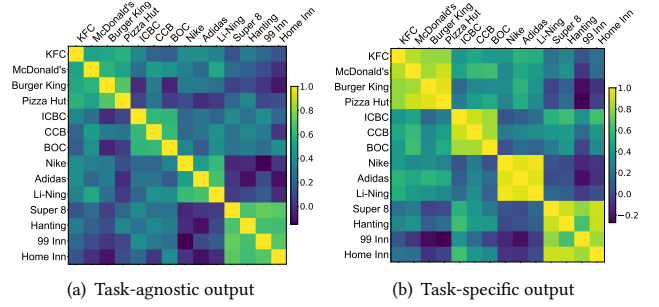 KFC
McDonald's
Burger King
Pizza Hut
ICBC
CCB
BOC
Nike
Adidas
Li-Ning
Super 8
Hanting
99 Inn
Home Inn
KFC
McDonald's
Burger King
Pizza Hut
ICBC
CCB
BOC
Nike
Adidas
Li-Ning
Super 8
Hanting
99 Inn
Home Inn
1.0
0.8
0.6
0.4
0.2
0.0
(a) Task-agnostic output
KFC
McDonald's
Burger King
Pizza Hut
ICBC
CCB
BOC
Nike
Adidas
Li-Ning
Super 8
Hanting
99 Inn
Home Inn
KFC
McDonald's
Burger King
Pizza Hut
ICBC
CCB
BOC
Nike
Adidas
Li-Ning
Super 8
Hanting
99 Inn
Home Inn
1.0
0.8
0.6
0.4
0.2
0.0
−0.2
(b) Task-specific output